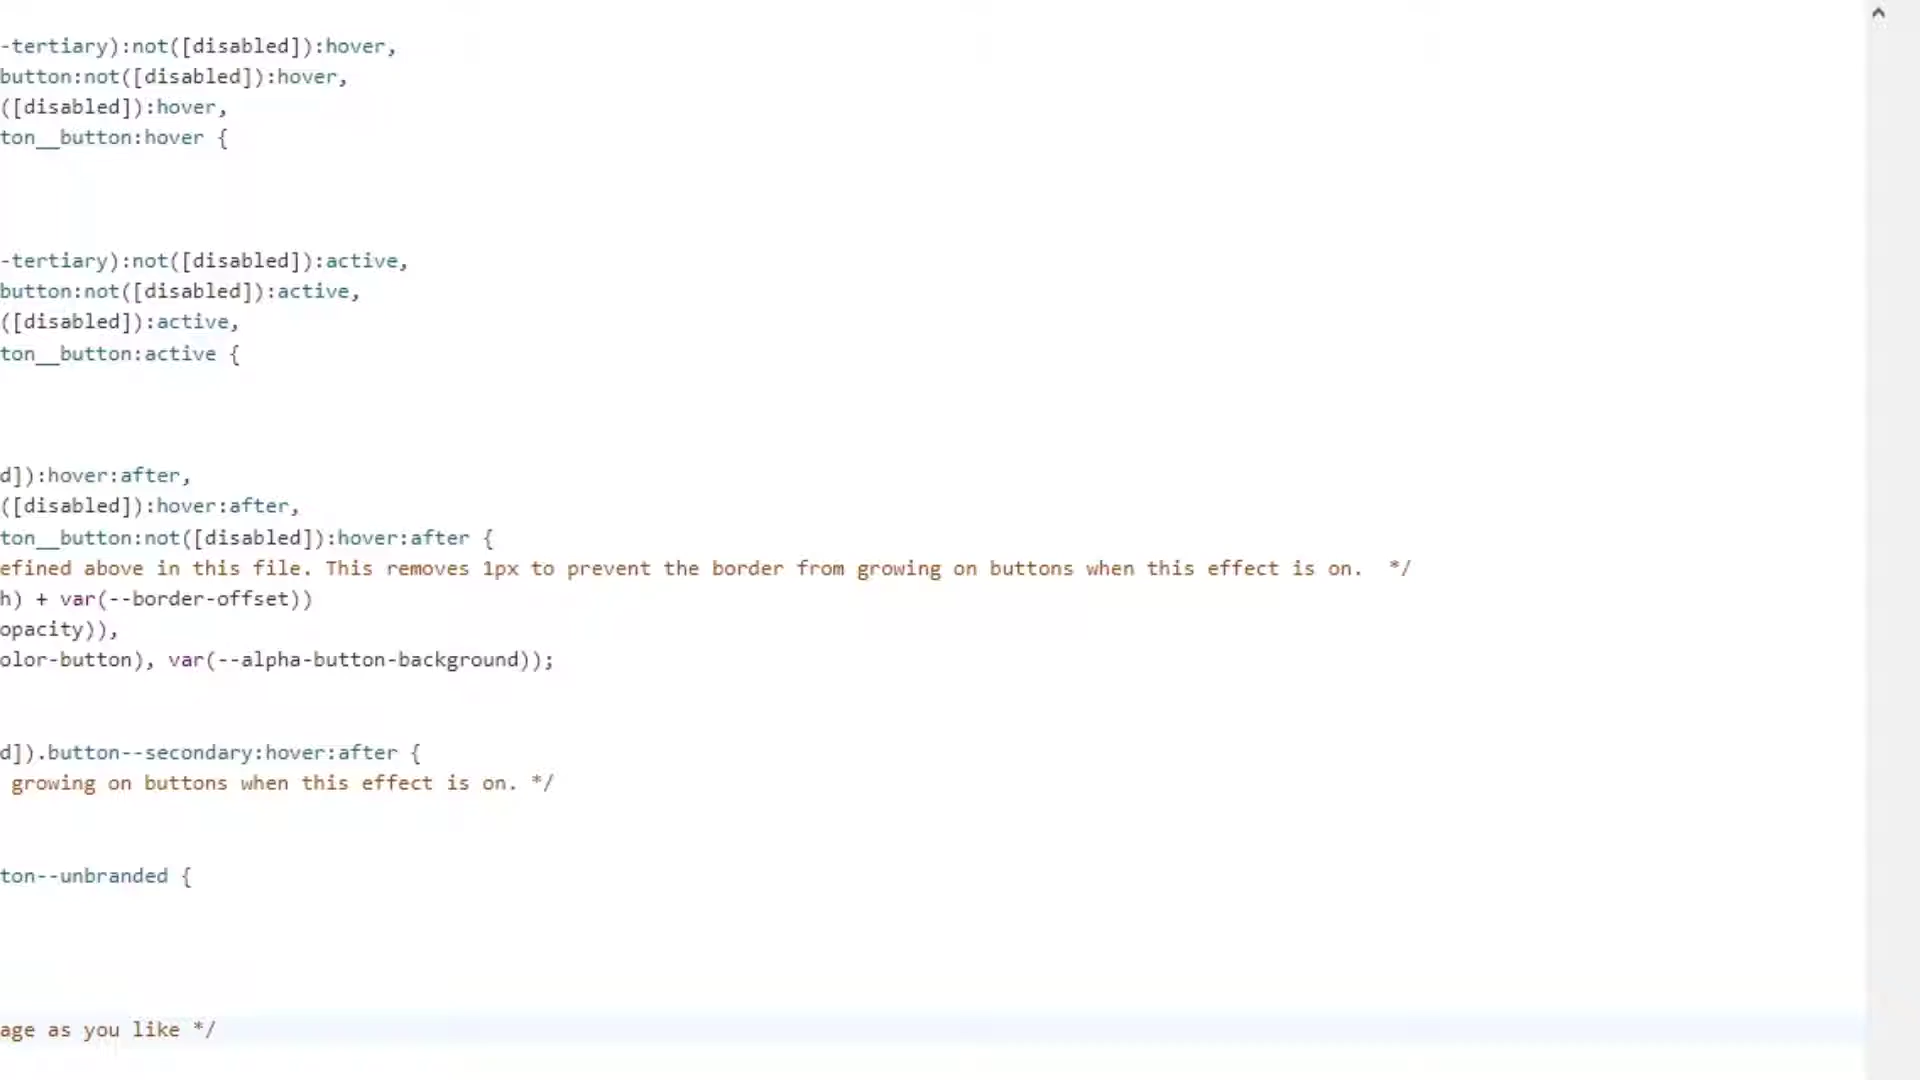 -tertiary):not([disabled]):hover,
button:not([disabled]):hover,
([disabled]):hover,
ton__button:hover {
-tertiary):not([disabled]):active,
button:not([disabled]):active,
([disabled]):active,
ton__button:active {
d]):hover:after,
([disabled]):hover:after,
ton__button:not([disabled]):hover:after {
efined above in this file. This removes 1px to prevent the border from growing on buttons when this effect is on.  */
h) + var(--border-offset))
opacity)),
olor-button), var(--alpha-button-background));
d]).button--secondary:hover:after {
growing on buttons when this effect is on. */
ton--unbranded {
age as you like */